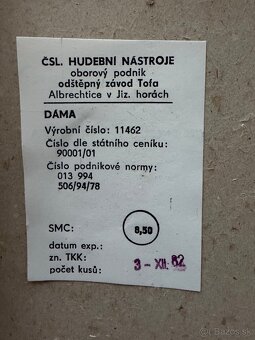 ČSL. HUDEBNÍ NÁSTROJE
oborový podnik
odštěpný závod Tofa
Albrechtice v Jiz. horách
DÁMA
Výrobní číslo: 11462
Číslo dle státního ceníku:
90001/01
Číslo podnikové normy:
013 994
506/94/78
SMC: 8,50
datum exp.:
zn. TKK: 3 - XII. 82
počet kusů:
Bazos.sk